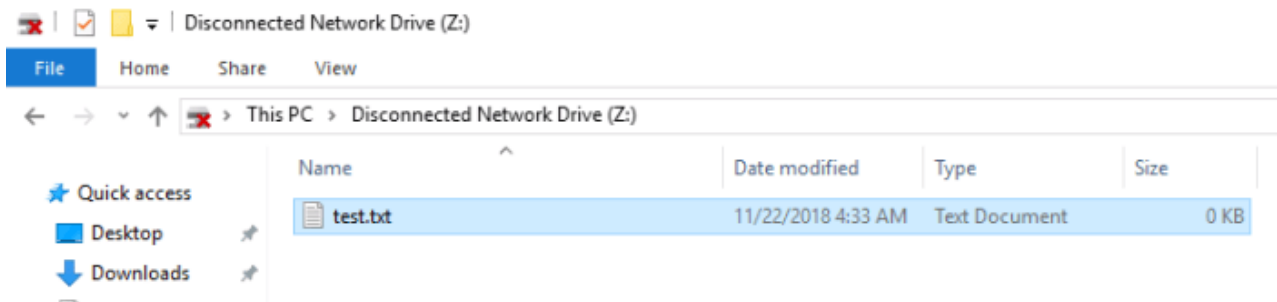 Disconnected Network Drive (Z:)
File Home Share View
This PC > Disconnected Network Drive (Z:)
Name Date modified Type Size
Quick access
test.txt 11/22/2018 4:33 AM Text Document 0 KB
Desktop
Downloads